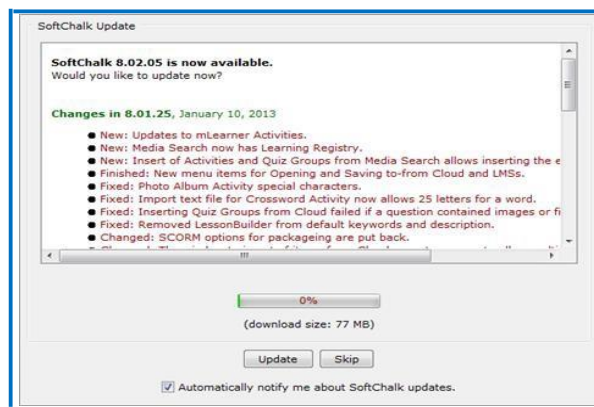 SoftChalk Update
SoftChalk 8.02.05 is now available.
Would you like to update now?
Changes in 8.01.25, January 10, 2013
● New: Updates to mLearner Activities.
● New: Media Search now has Learning Registry.
● New: Insert of Activities and Quiz Groups from Media Search allows inserting the e
● Finished: New menu items for Opening and Saving to-from Cloud and LMSs.
● Fixed: Photo Album Activity special characters.
● Fixed: Import text file for Crossword Activity now allows 25 letters for a word.
● Fixed: Inserting Quiz Groups from Cloud failed if a question contained images or fi
● Fixed: Removed LessonBuilder from default keywords and description.
● Changed: SCORM options for packageing are put back.
0%
(download size: 77 MB)
Update Skip
Automatically notify me about SoftChalk updates.